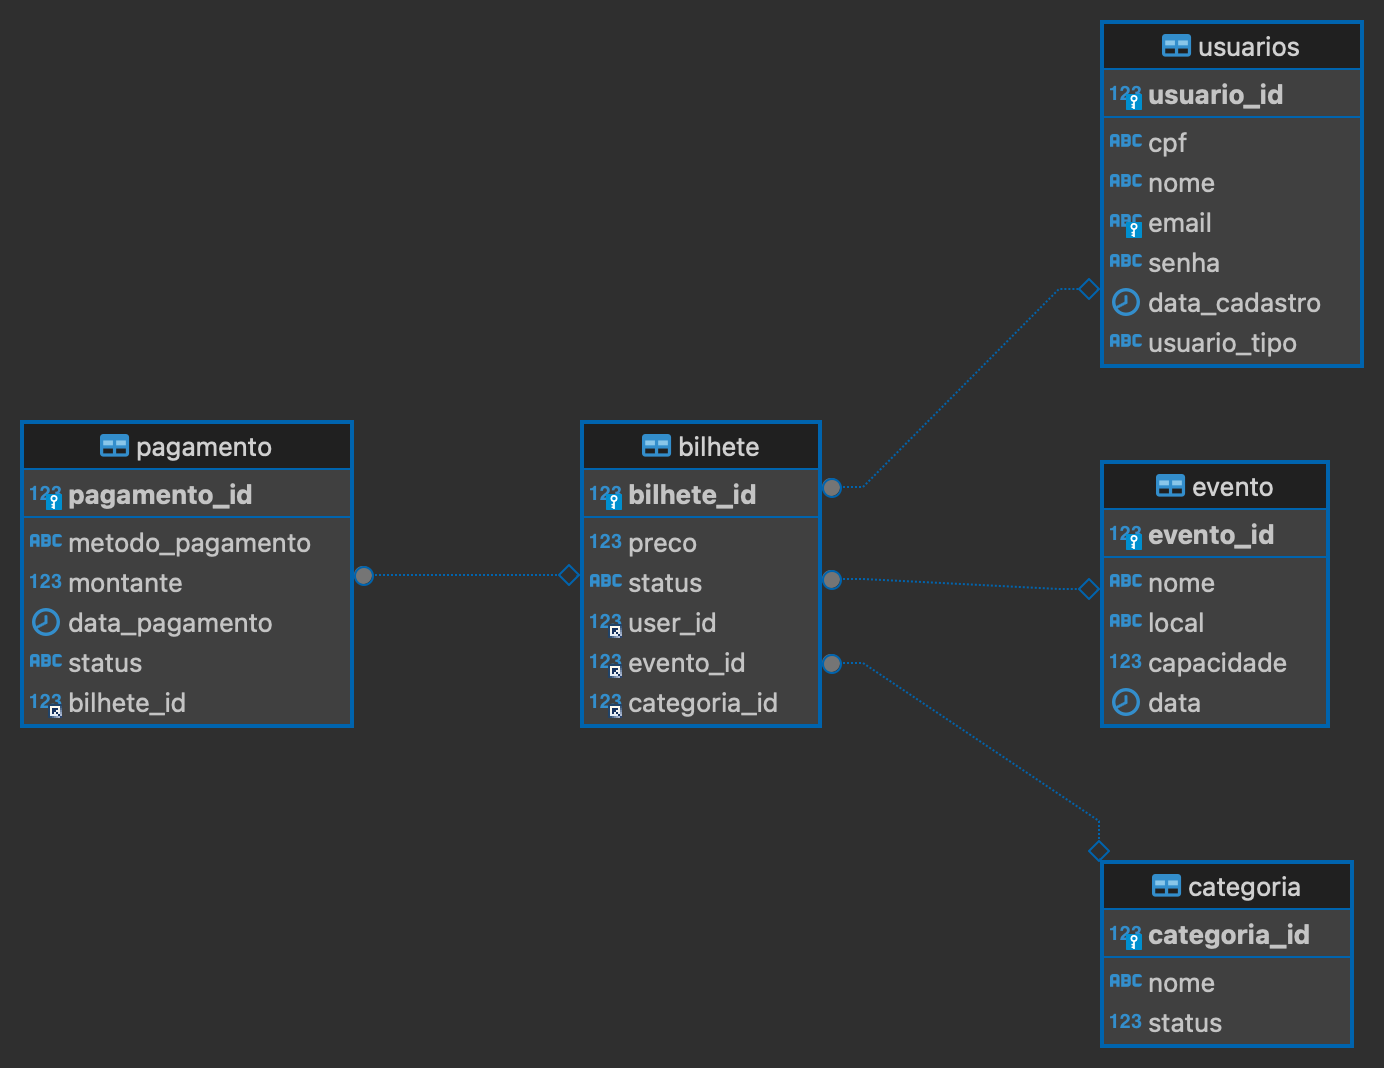 usuarios
123 usuario_id
ABC cpf
ABC nome
ABC email
ABC senha
data_cadastro
ABC usuario_tipo
pagamento
123 pagamento_id
ABC metodo_pagamento
123 montante
data_pagamento
ABC status
123 bilhete_id
bilhete
123 bilhete_id
123 preco
ABC status
123 user_id
123 evento_id
123 categoria_id
evento
123 evento_id
ABC nome
ABC local
123 capacidade
data
categoria
123 categoria_id
ABC nome
123 status